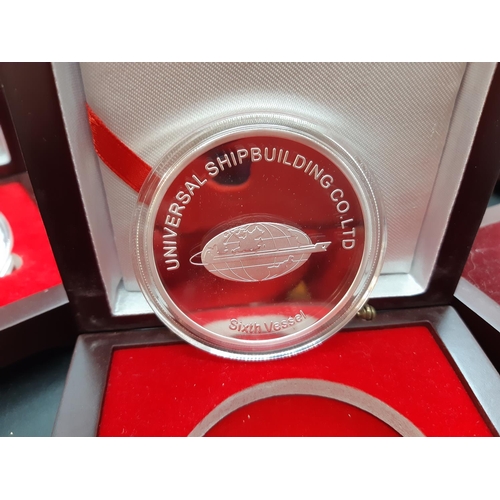 UNIVERSAL SHIPBUILDING CO.LTD
Sixth Vessel